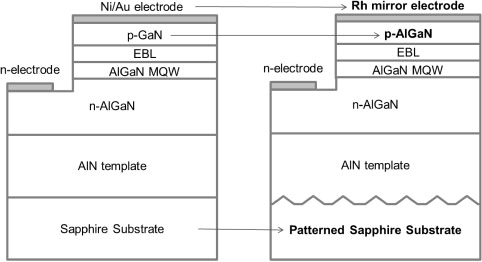 Ni/Au electrode
Rh mirror electrode
p-GaN
p-AlGaN
EBL
EBL
n-electrode
AlGaN MQW
n-electrode
AlGaN MQW
n-AlGaN
n-AlGaN
AlN template
AlN template
Sapphire Substrate
Patterned Sapphire Substrate